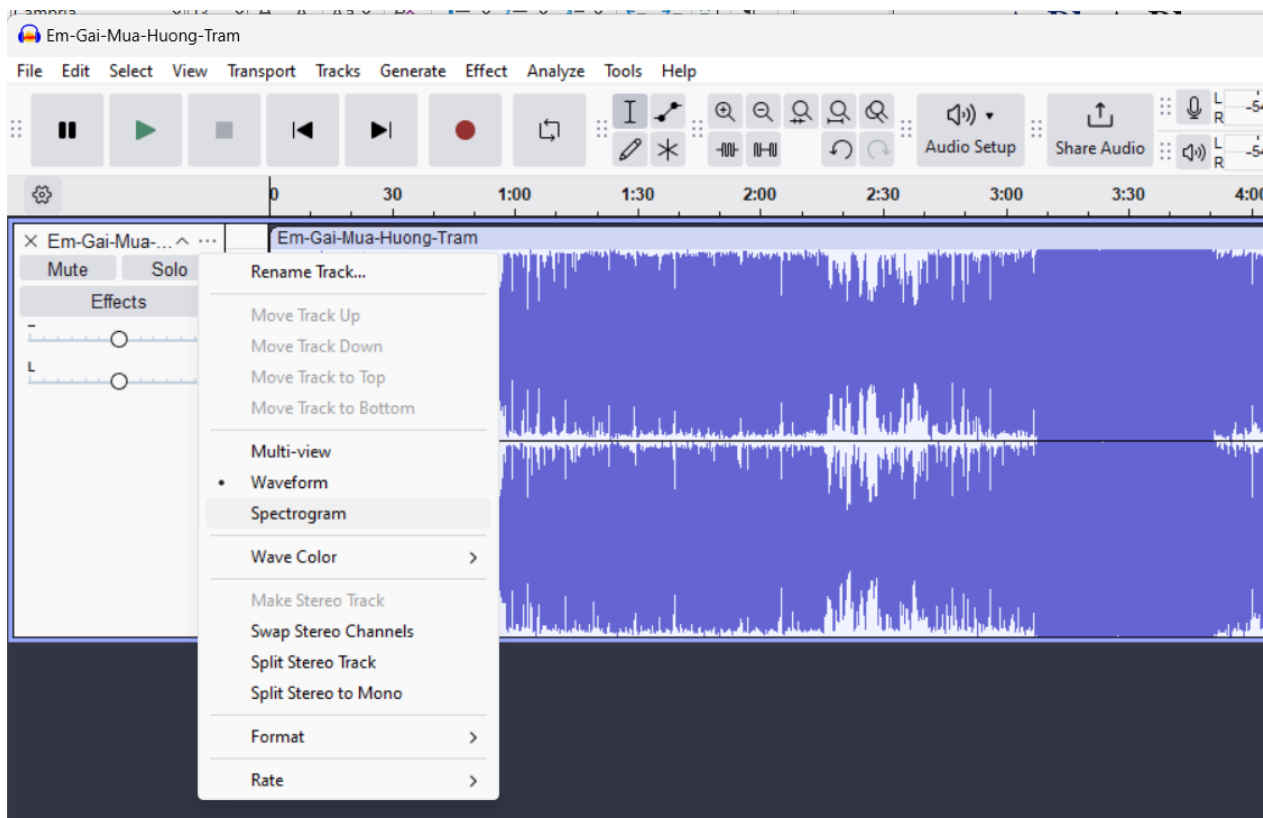 Cambria
Em-Gai-Mua-Huong-Tram
File Edit Select View Transport Tracks Generate Effect Analyze Tools Help
L -54
R
Audio Setup
Share Audio
L -54
R
0 30 1:00 1:30 2:00 2:30 3:00 3:30 4:00
Em-Gai-Mua-...
Em-Gai-Mua-Huong-Tram
Mute Solo
Effects
L
Rename Track...
Move Track Up
Move Track Down
Move Track to Top
Move Track to Bottom
Multi-view
Waveform
Spectrogram
Wave Color
Make Stereo Track
Swap Stereo Channels
Split Stereo Track
Split Stereo to Mono
Format
Rate